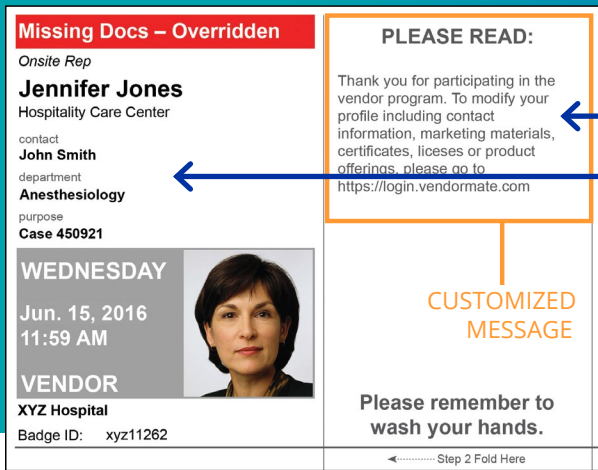 Missing Docs – Overridden
Onsite Rep
Jennifer Jones
Hospitality Care Center
contact
John Smith
department
Anesthesiology
purpose
Case 450921
WEDNESDAY
Jun. 15, 2016
11:59 AM
VENDOR
XYZ Hospital
Badge ID: xyz11262
PLEASE READ:
Thank you for participating in the
vendor program. To modify your
profile including contact
information, marketing materials,
certificates, liceses or product
offerings, please go to
https://login.vendormate.com
CUSTOMIZED
MESSAGE
Please remember to
wash your hands.
Step 2 Fold Here